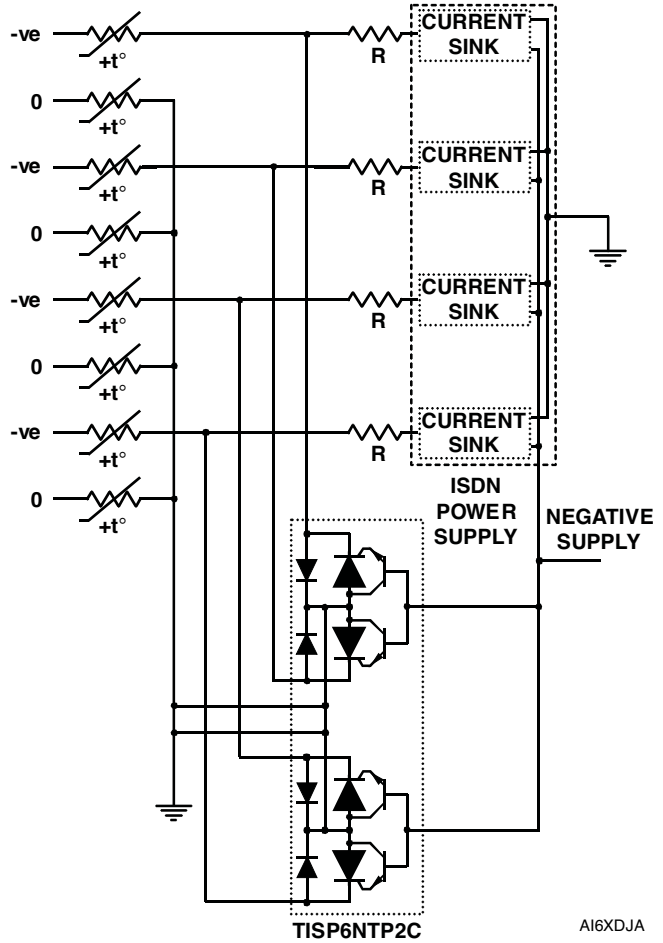 -ve
+t°
R
CURRENT
SINK
0
+t°
-ve
+t°
R
CURRENT
SINK
0
+t°
-ve
+t°
R
CURRENT
SINK
0
+t°
-ve
+t°
R
CURRENT
SINK
0
+t°
ISDN
POWER
SUPPLY
NEGATIVE
SUPPLY
TISP6NTP2C
AI6XDJA